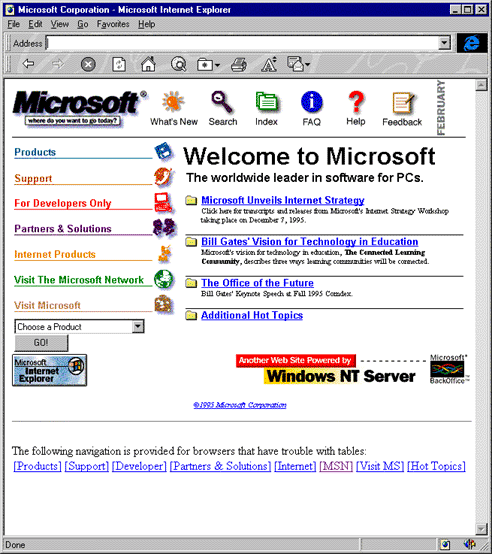 Microsoft Corporation - Microsoft Internet Explorer
File Edit View Go Favorites Help
Address
Microsoft®
where do you want to go today?
What's New Search Index FAQ Help Feedback
FEBRUARY
Products
Support
For Developers Only
Partners & Solutions
Internet Products
Visit The Microsoft Network
Visit Microsoft
Choose a Product
GO!
Microsoft
Internet
Explorer
Welcome to Microsoft
The worldwide leader in software for PCs.
Microsoft Unveils Internet Strategy
Click here for transcripts and releases from Microsoft's Internet Strategy Workshop
taking place on December 7, 1995.
Bill Gates' Vision for Technology in Education
Microsoft's vision for technology in education, The Connected Learning
Community, describes three ways learning communities will be connected.
The Office of the Future
Bill Gates' Keynote Speech at Fall 1995 Comdex.
Additional Hot Topics
Another Web Site Powered by
Windows NT Server
Microsoft®
BackOffice™
©1995 Microsoft Corporation
The following navigation is provided for browsers that have trouble with tables:
[Products] [Support] [Developer] [Partners & Solutions] [Internet] [MSN] [Visit MS] [Hot Topics]
Done